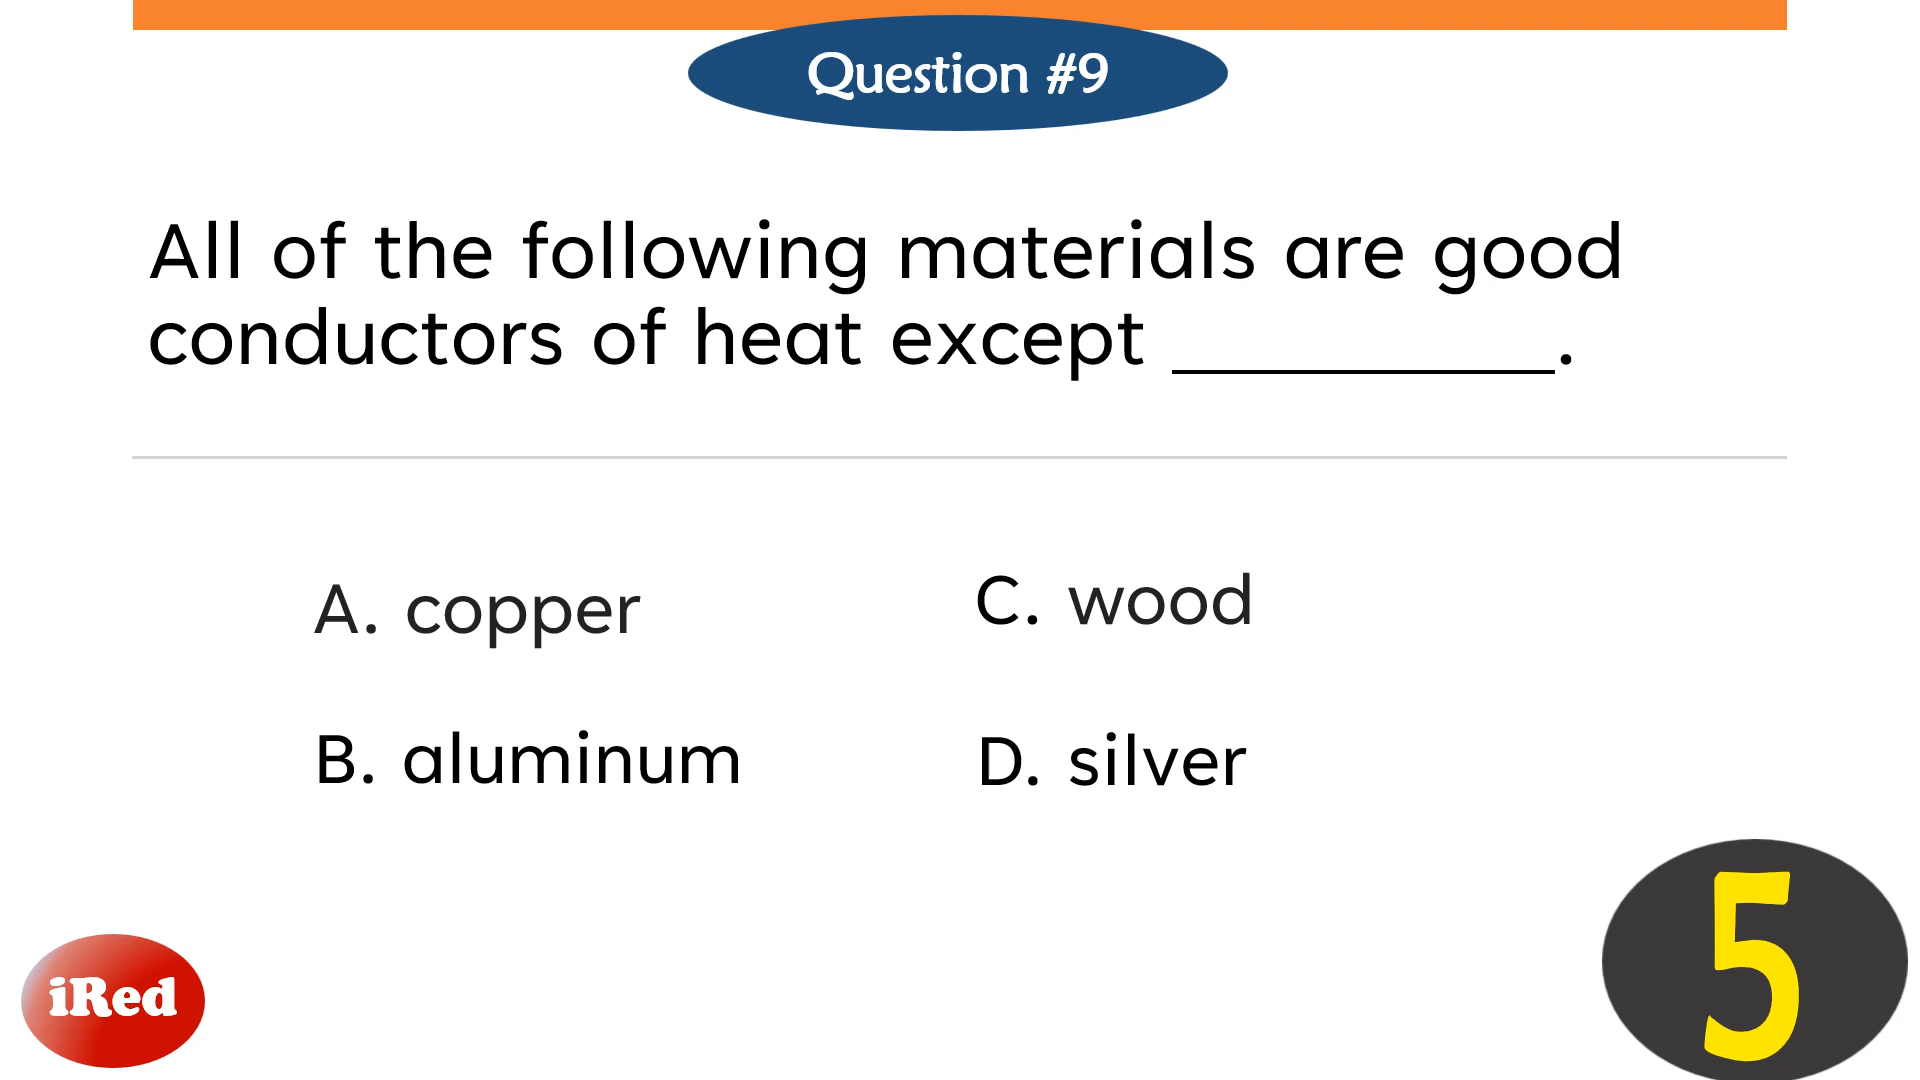 Question #9
All of the following materials are good
conductors of heat except __________.
A. copper
C. wood
B. aluminum
D. silver
iRed
5